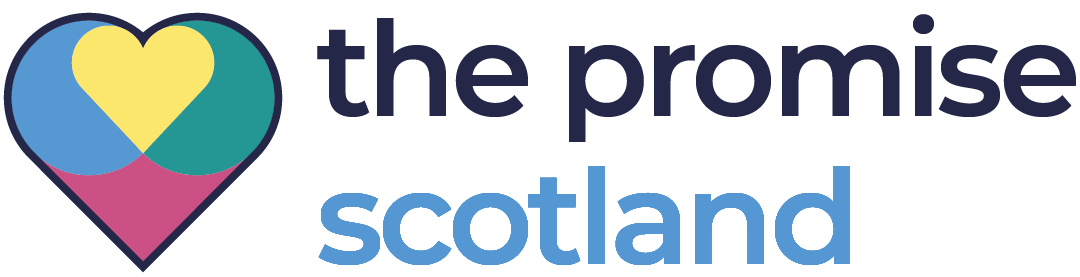 the promise
scotland